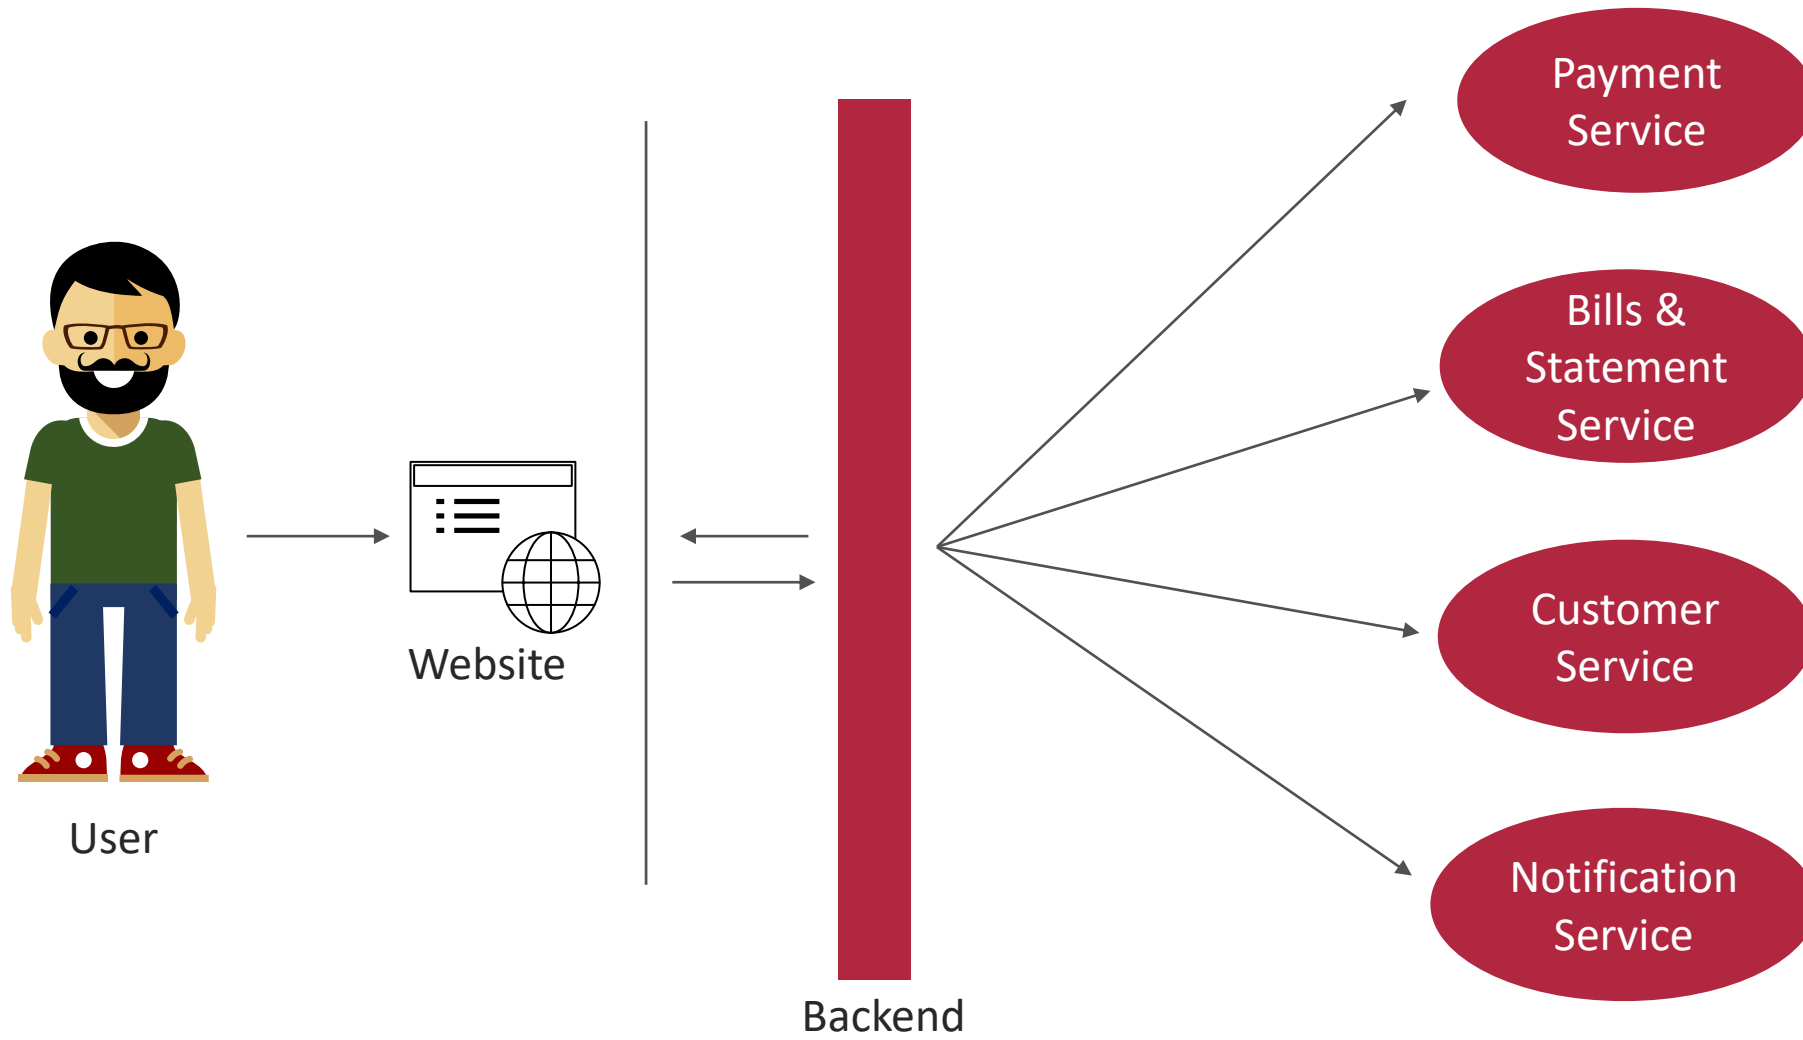 Payment
Service
Bills &
Statement
Service
Customer
Service
Notification
Service
Website
User
Backend